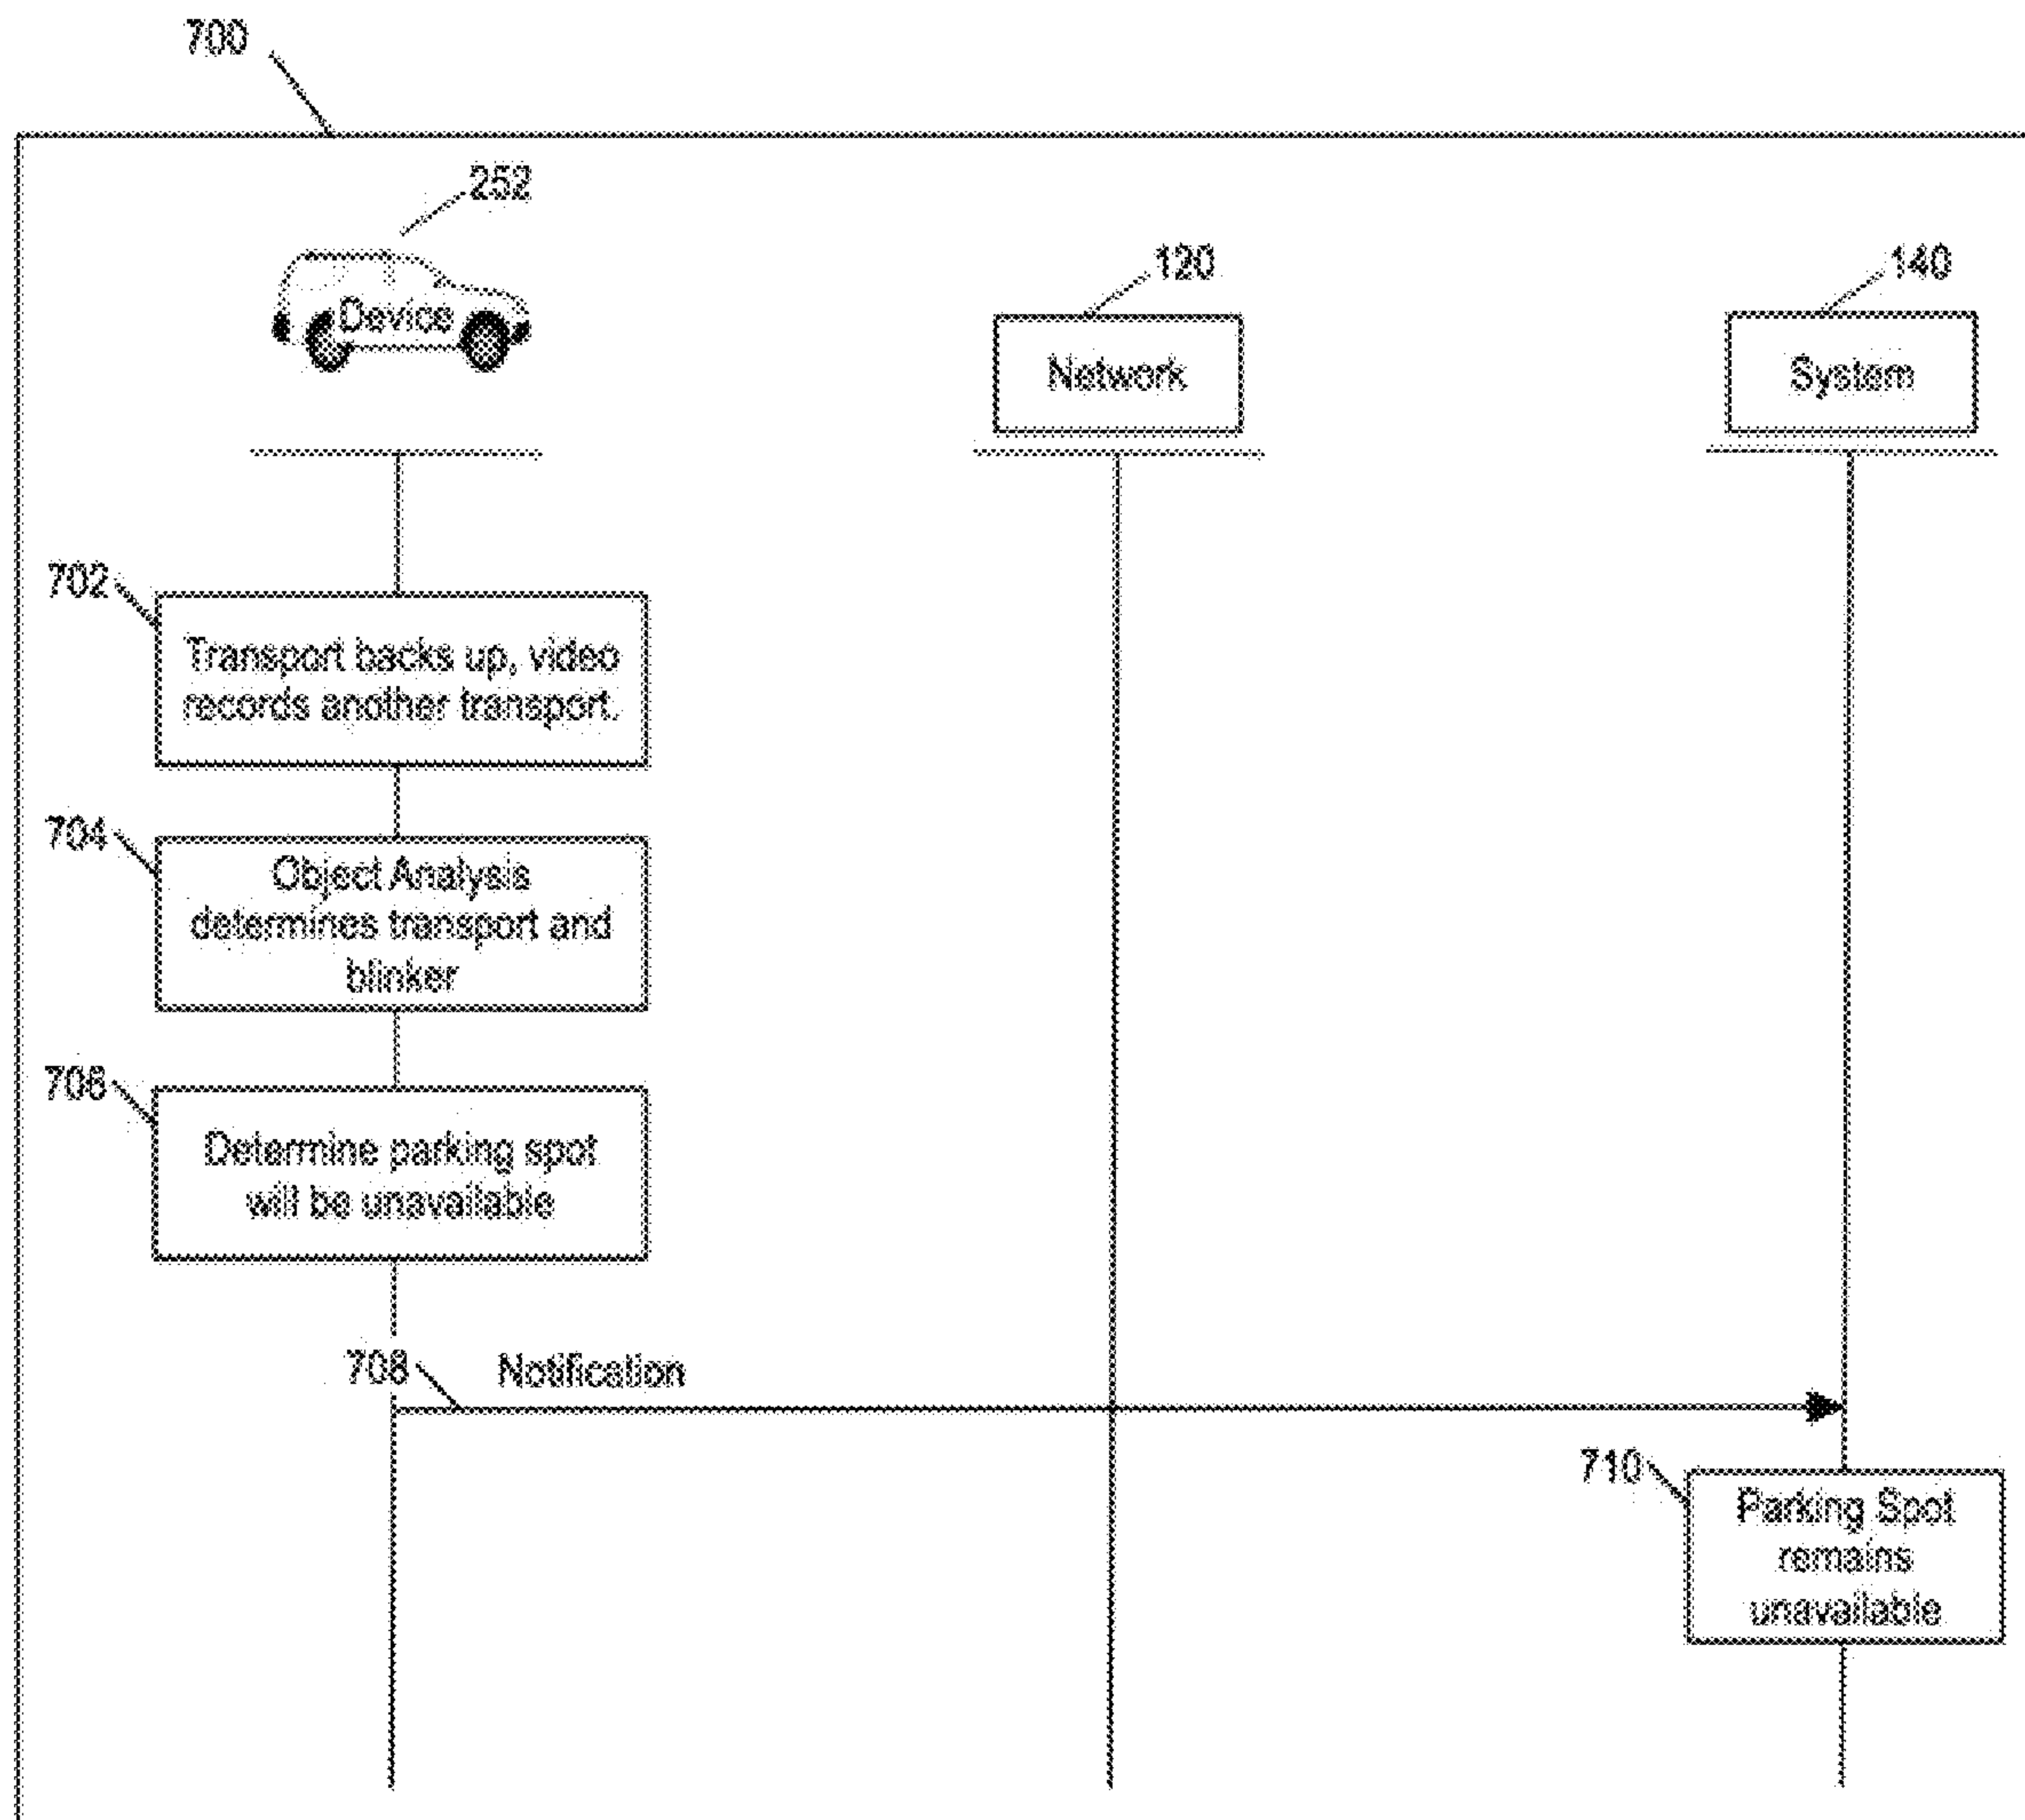 700
252
Device
120
Network
140
System
702
Transport backs up, video
records another transport.
704
Object Analysis
determines transport and
blinker
706
Determine parking spot
will be unavailable
708
Notification
710
Parking Spot
remains
unavailable